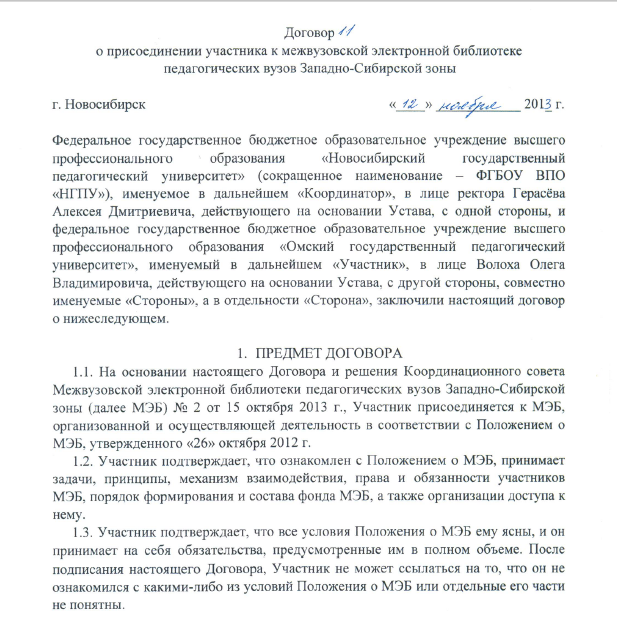 Договор 11
о присоединении участника к межвузовской электронной библиотеке
педагогических вузов Западно-Сибирской зоны
г. Новосибирск «12» ноября 2013 г.
Федеральное государственное бюджетное образовательное учреждение высшего
профессионального образования «Новосибирский государственный
педагогический университет» (сокращенное наименование – ФГБОУ ВПО
«НГПУ»), именуемое в дальнейшем «Координатор», в лице ректора Герасёва
Алексея Дмитриевича, действующего на основании Устава, с одной стороны, и
федеральное государственное бюджетное образовательное учреждение высшего
профессионального образования «Омский государственный педагогический
университет», именуемый в дальнейшем «Участник», в лице Волоха Олега
Владимировича, действующего на основании Устава, с другой стороны, совместно
именуемые «Стороны», а в отдельности «Сторона», заключили настоящий договор
о нижеследующем.
1. ПРЕДМЕТ ДОГОВОРА
1.1. На основании настоящего Договора и решения Координационного совета
Межвузовской электронной библиотеки педагогических вузов Западно-Сибирской
зоны (далее МЭБ) № 2 от 15 октября 2013 г., Участник присоединяется к МЭБ,
организованной и осуществляющей деятельность в соответствии с Положением о
МЭБ, утвержденного «26» октября 2012 г.
1.2. Участник подтверждает, что ознакомлен с Положением о МЭБ, принимает
задачи, принципы, механизм взаимодействия, права и обязанности участников
МЭБ, порядок формирования и состава фонда МЭБ, а также организации доступа к
нему.
1.3. Участник подтверждает, что все условия Положения о МЭБ ему ясны, и он
принимает на себя обязательства, предусмотренные им в полном объеме. После
подписания настоящего Договора, Участник не может ссылаться на то, что он не
ознакомился с какими-либо из условий Положения о МЭБ или отдельные его части
не понятны.